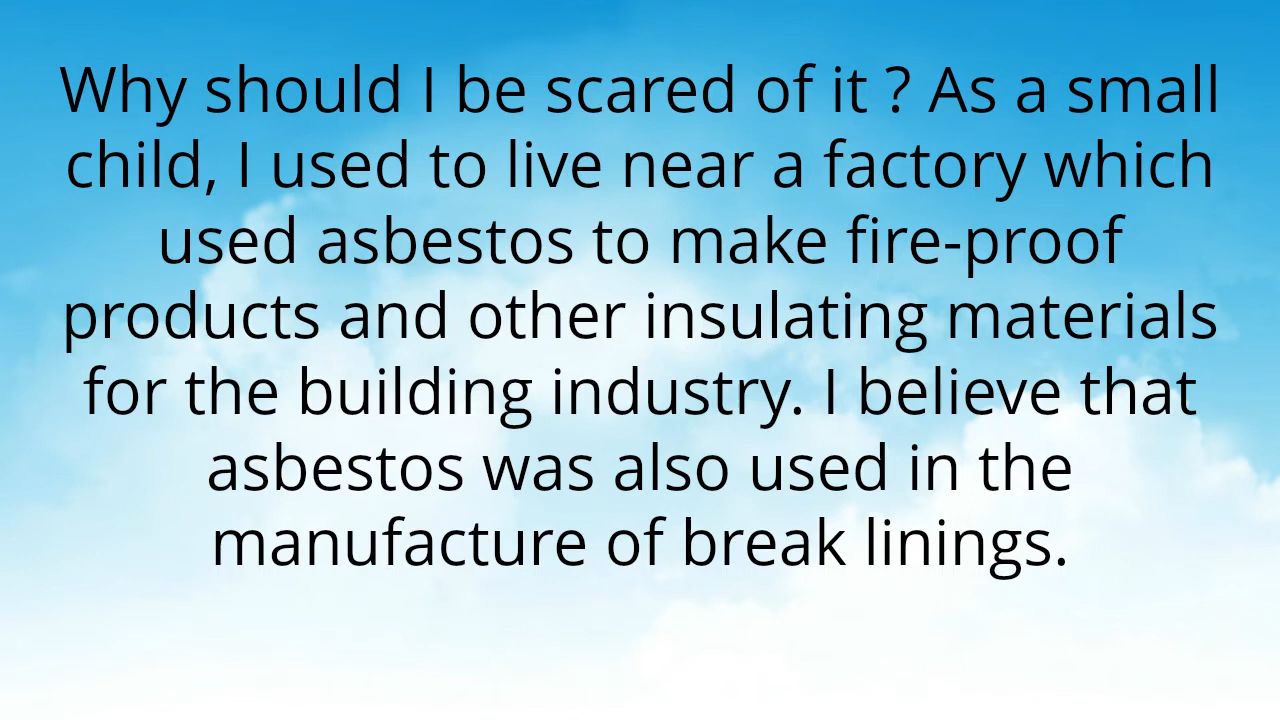 Why should I be scared of it ? As a small
child, I used to live near a factory which
used asbestos to make fire-proof
products and other insulating materials
for the building industry. I believe that
asbestos was also used in the
manufacture of break linings.